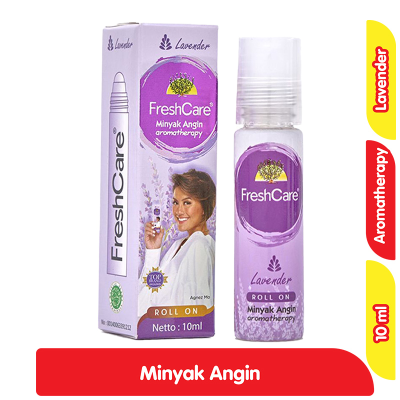 Lavender
FreshCare®
Minyak Angin
aromatherapy
FreshCare®
Agnez Mo
TOP
ROLL ON
Netto : 10ml
FreshCare®
Lavender
ROLL ON
Minyak Angin
aromatherapy
Lavender
Aromatherapy
10 ml
Minyak Angin